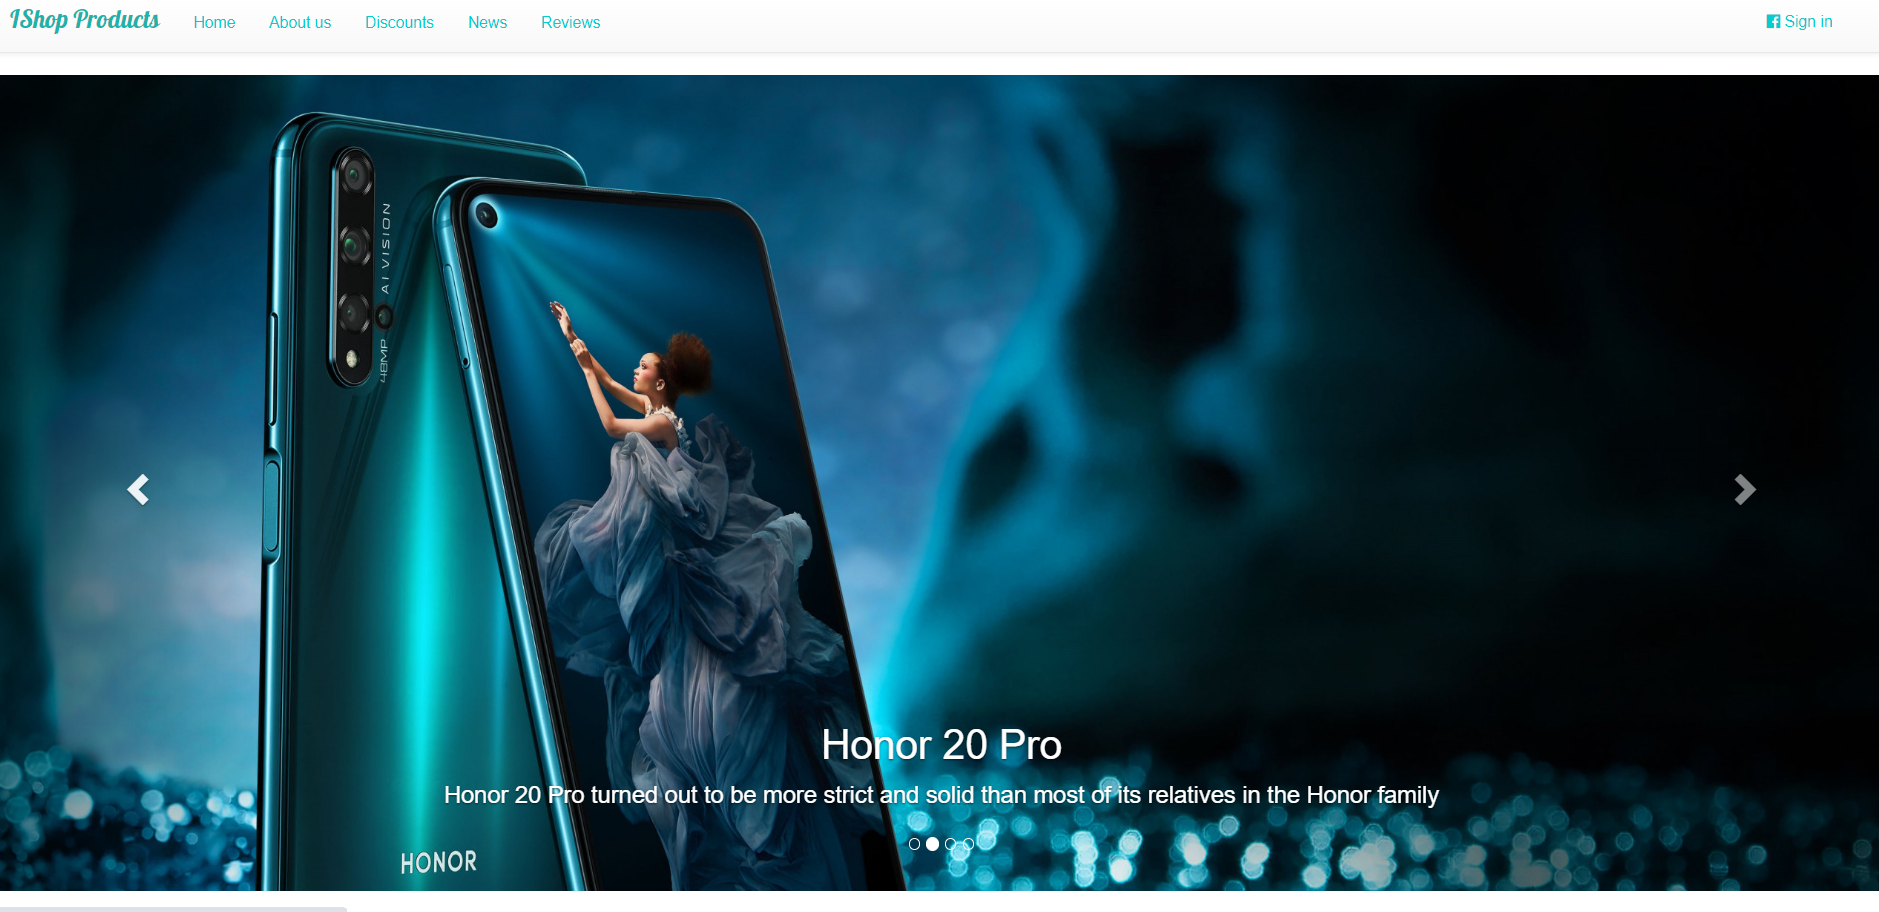 IShop Products
Home
About us
Discounts
News
Reviews
Sign in
AI VISION
48MP
Honor 20 Pro
Honor 20 Pro turned out to be more strict and solid than most of its relatives in the Honor family
HONOR